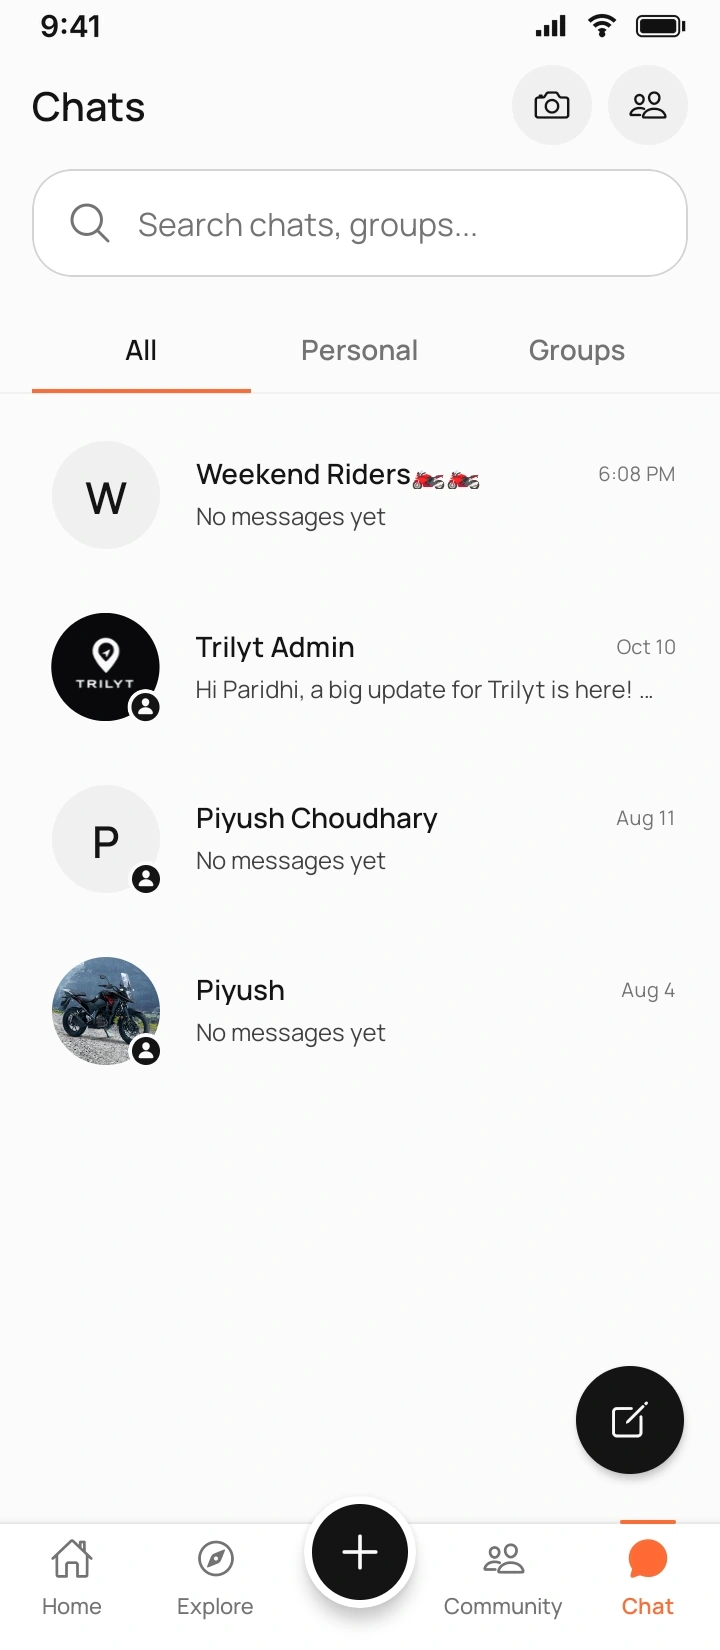 9:41
Chats
Search chats, groups...
All Personal Groups
W
Weekend Riders🏍️🏍️ 6:08 PM
No messages yet
TRILYT
Trilyt Admin Oct 10
Hi Paridhi, a big update for Trilyt is here! ...
P
Piyush Choudhary Aug 11
No messages yet
Piyush Aug 4
No messages yet
Home Explore Community Chat